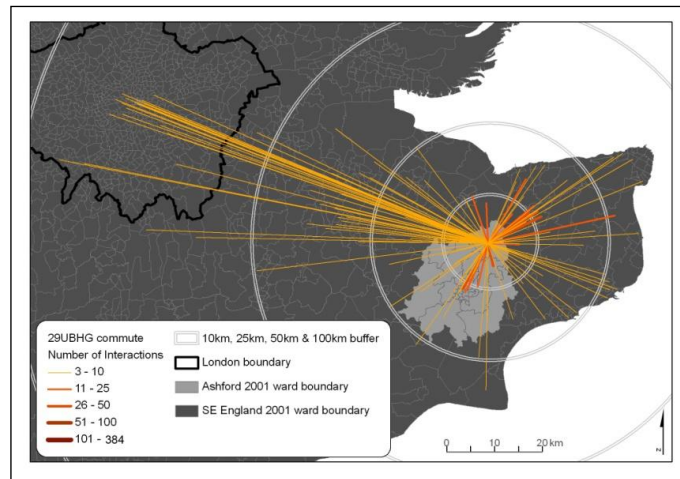 29UBHG commute
Number of Interactions
3 - 10
11 - 25
26 - 50
51 - 100
101 - 384
10km, 25km, 50km & 100km buffer
London boundary
Ashford 2001 ward boundary
SE England 2001 ward boundary
0 10 20 km